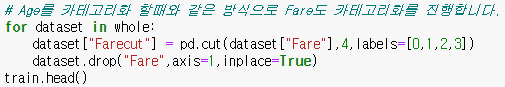 # Age를 카테고리화 할때와 같은 방식으로 Fare도 카테고리화를 진행합니다.
for dataset in whole:
    dataset["Farecut"] = pd.cut(dataset["Fare"],4,labels=[0,1,2,3])
    dataset.drop("Fare",axis=1,inplace=True)
train.head()